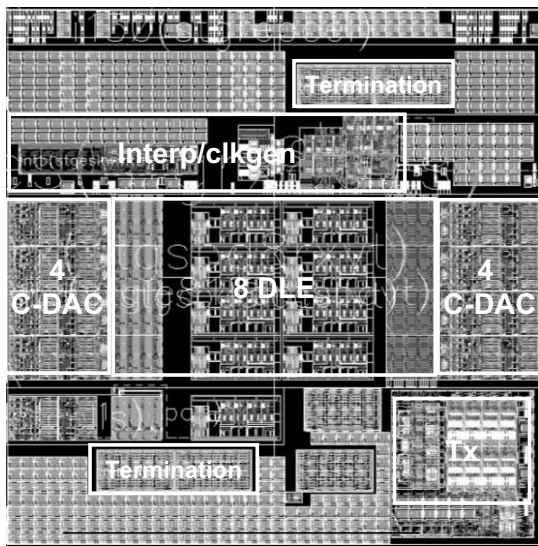 Termination
Interp/clkgen
4
C-DAC
8 DLE
4
C-DAC
Termination
Tx